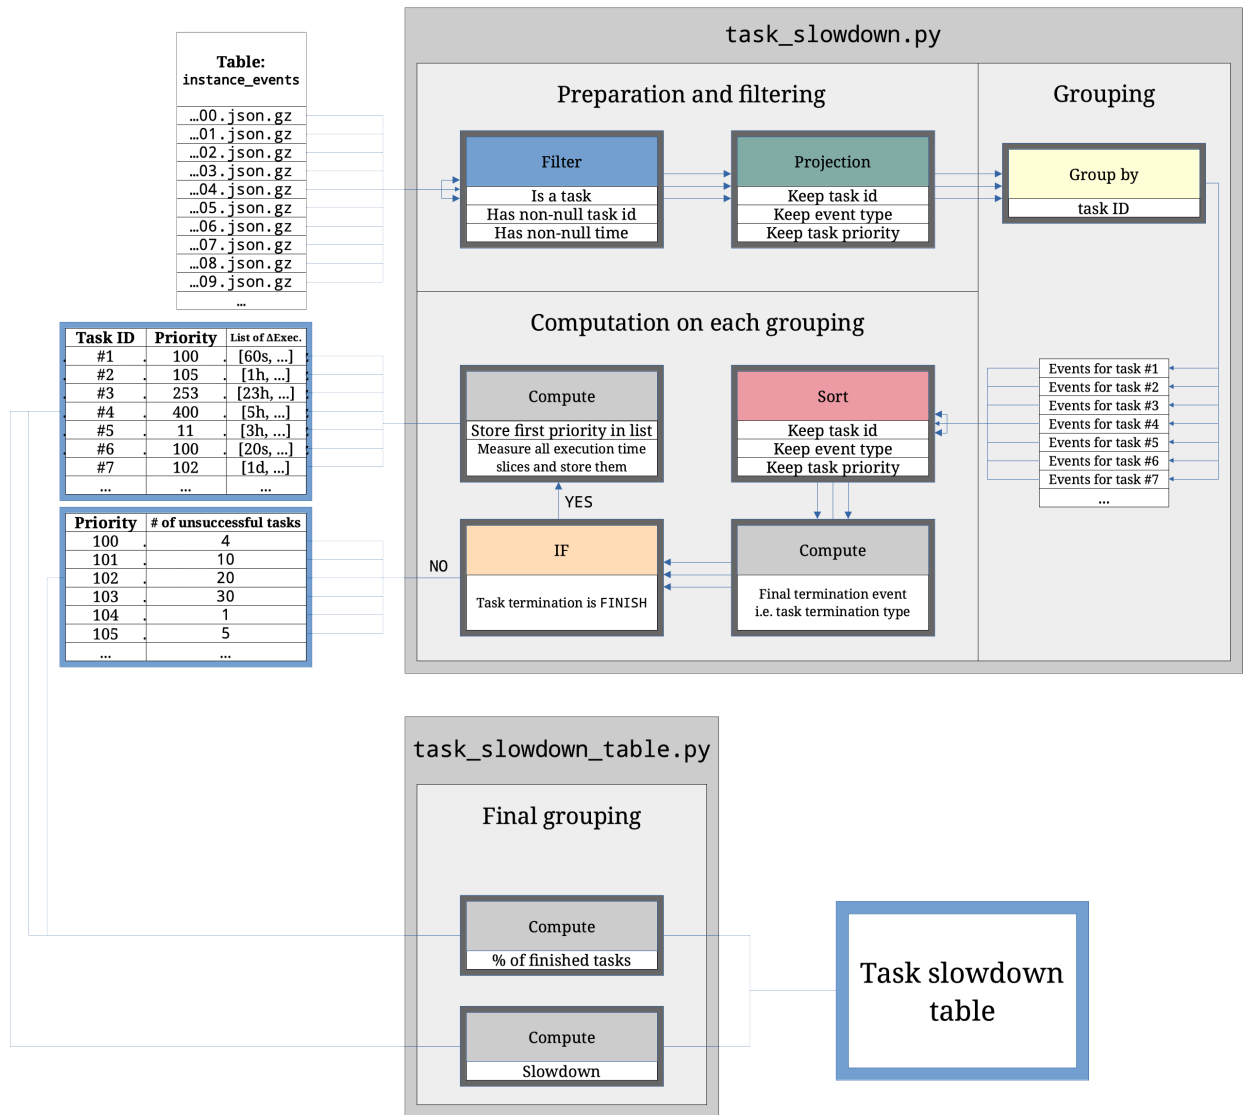 task_slowdown.py
Table:
instance_events
…00.json.gz
…01.json.gz
…02.json.gz
…03.json.gz
…04.json.gz
…05.json.gz
…06.json.gz
…07.json.gz
…08.json.gz
…09.json.gz
…
Preparation and filtering
Filter
Is a task
Has non-null task id
Has non-null time
Projection
Keep task id
Keep event type
Keep task priority
Grouping
Group by
task ID
Events for task #1
Events for task #2
Events for task #3
Events for task #4
Events for task #5
Events for task #6
Events for task #7
…
Computation on each grouping
Sort
Keep task id
Keep event type
Keep task priority
Compute
Final termination event
i.e. task termination type
IF
Task termination is FINISH
YES
NO
Compute
Store first priority in list
Measure all execution time
slices and store them
Task ID Priority List of ΔExec.
#1 100 [60s, ...]
#2 105 [1h, ...]
#3 253 [23h, ...]
#4 400 [5h, ...]
#5 11 [3h, ...]
#6 100 [20s, ...]
#7 102 [1d, ...]
… … …
Priority # of unsuccessful tasks
100 4
101 10
102 20
103 30
104 1
105 5
… …
task_slowdown_table.py
Final grouping
Compute
% of finished tasks
Compute
Slowdown
Task slowdown
table